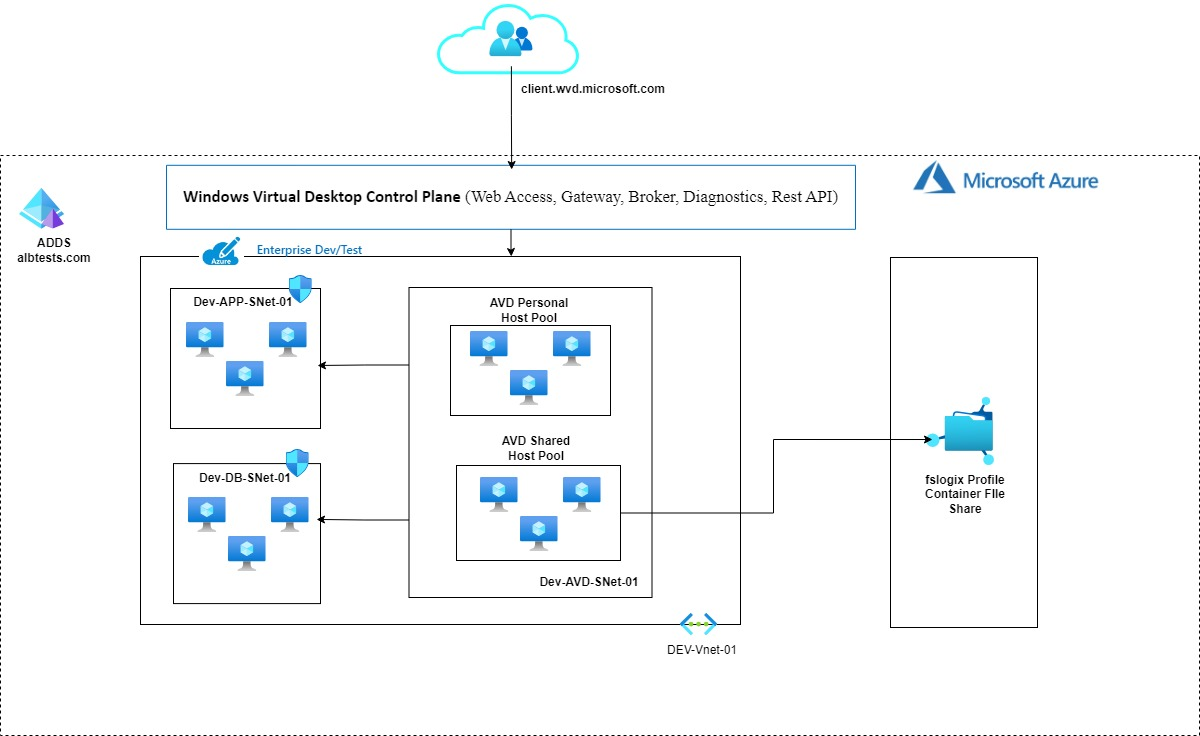 client.wvd.microsoft.com
Windows Virtual Desktop Control Plane (Web Access, Gateway, Broker, Diagnostics, Rest API)
Microsoft Azure
ADDS
albtests.com
Azure
Enterprise Dev/Test
Dev-APP-SNet-01
AVD Personal
Host Pool
AVD Shared
Host Pool
Dev-DB-SNet-01
Dev-AVD-SNet-01
fslogix Profile
Container FIle
Share
DEV-Vnet-01